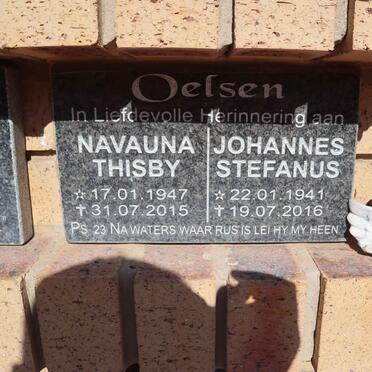 Oelsen
In Liefdevolle Herinnering aan
NAVAUNA THISBY
☆ 17.01.1947
✝ 31.07.2015
JOHANNES STEFANUS
☆ 22.01.1941
✝ 19.07.2016
PS 23 NA WATERS WAAR RUS IS LEI HY MY HEEN.